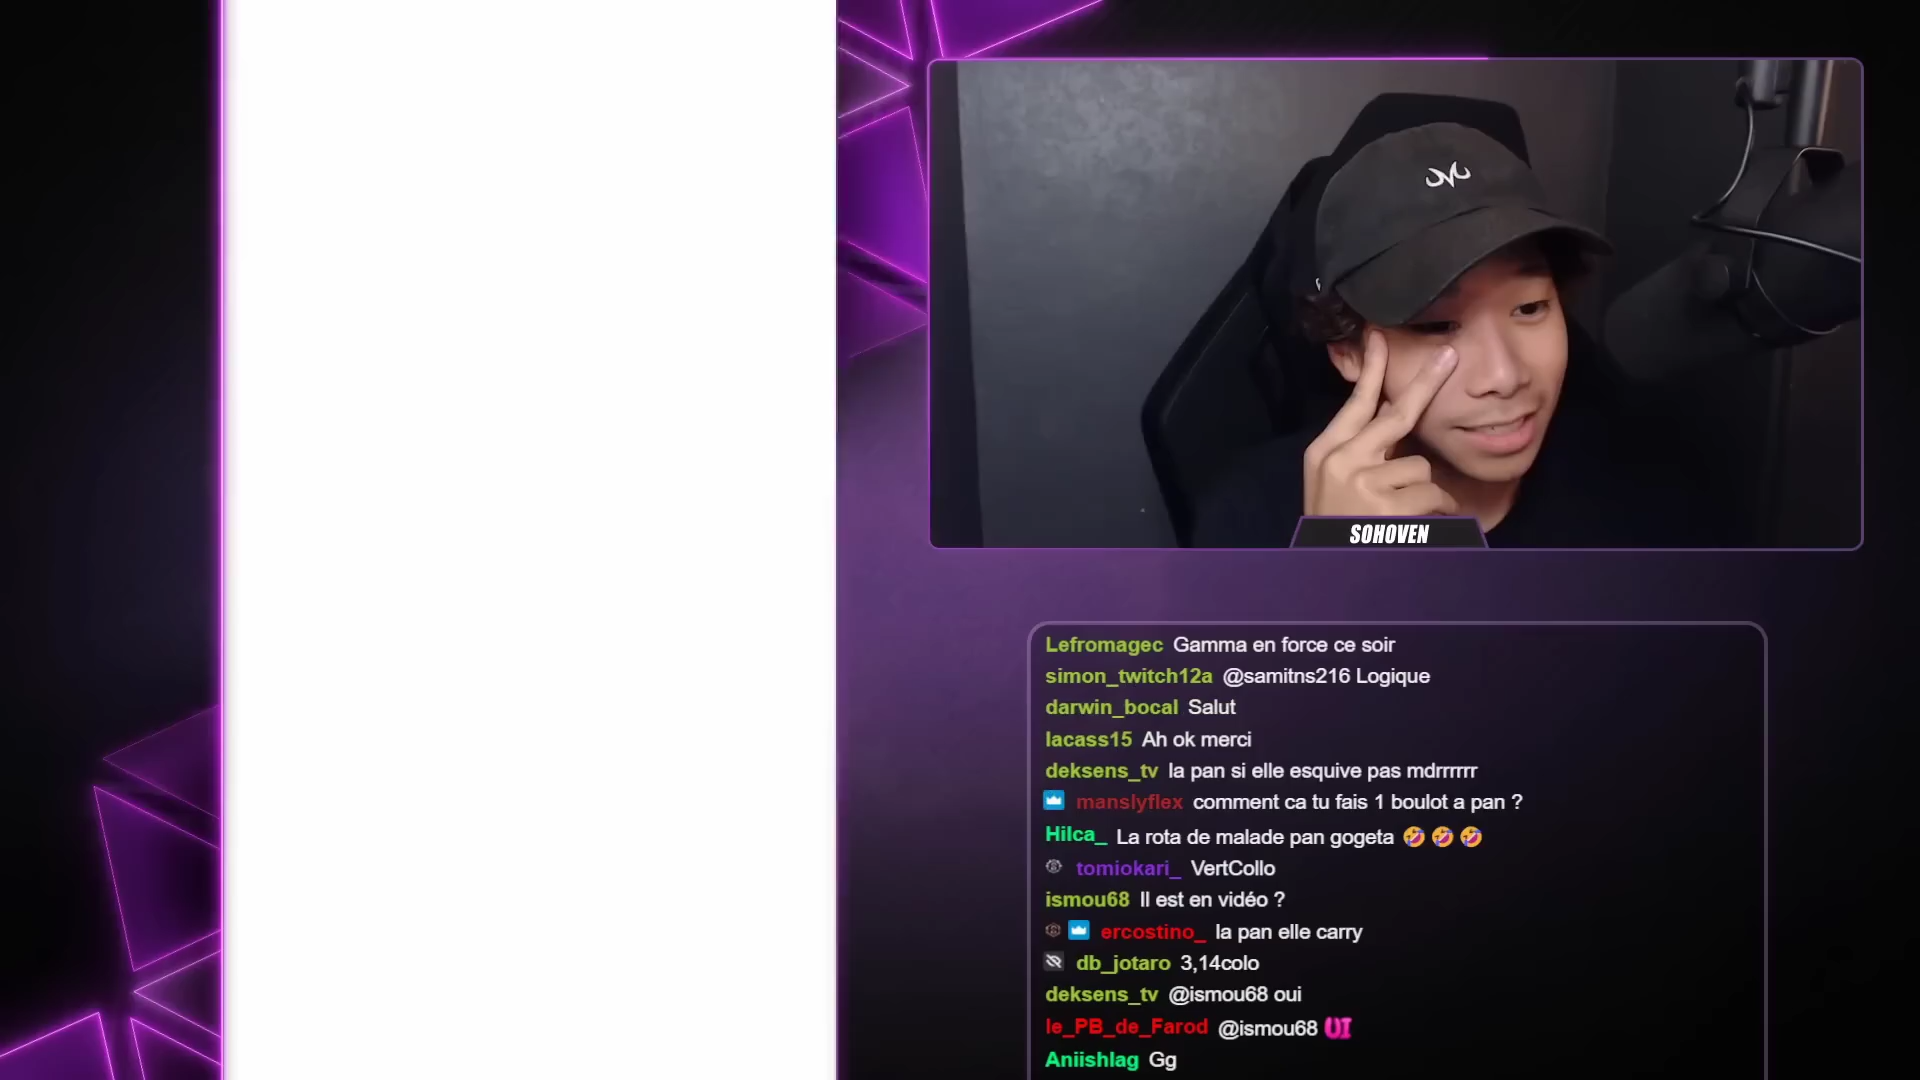 SOHOVEN
Lefromagec Gamma en force ce soir
simon_twitch12a @samitns216 Logique
darwin_bocal Salut
lacass15 Ah ok merci
deksens_tv la pan si elle esquive pas mdrrrrrr
manslyflex comment ca tu fais 1 boulot a pan ?
Hilca_ La rota de malade pan gogeta 🤣 🤣 🤣
tomiokari_ VertCollo
ismou68 Il est en vidéo ?
ercostino_ la pan elle carry
db_jotaro 3,14colo
deksens_tv @ismou68 oui
le_PB_de_Farod @ismou68 UI
Aniishlag Gg